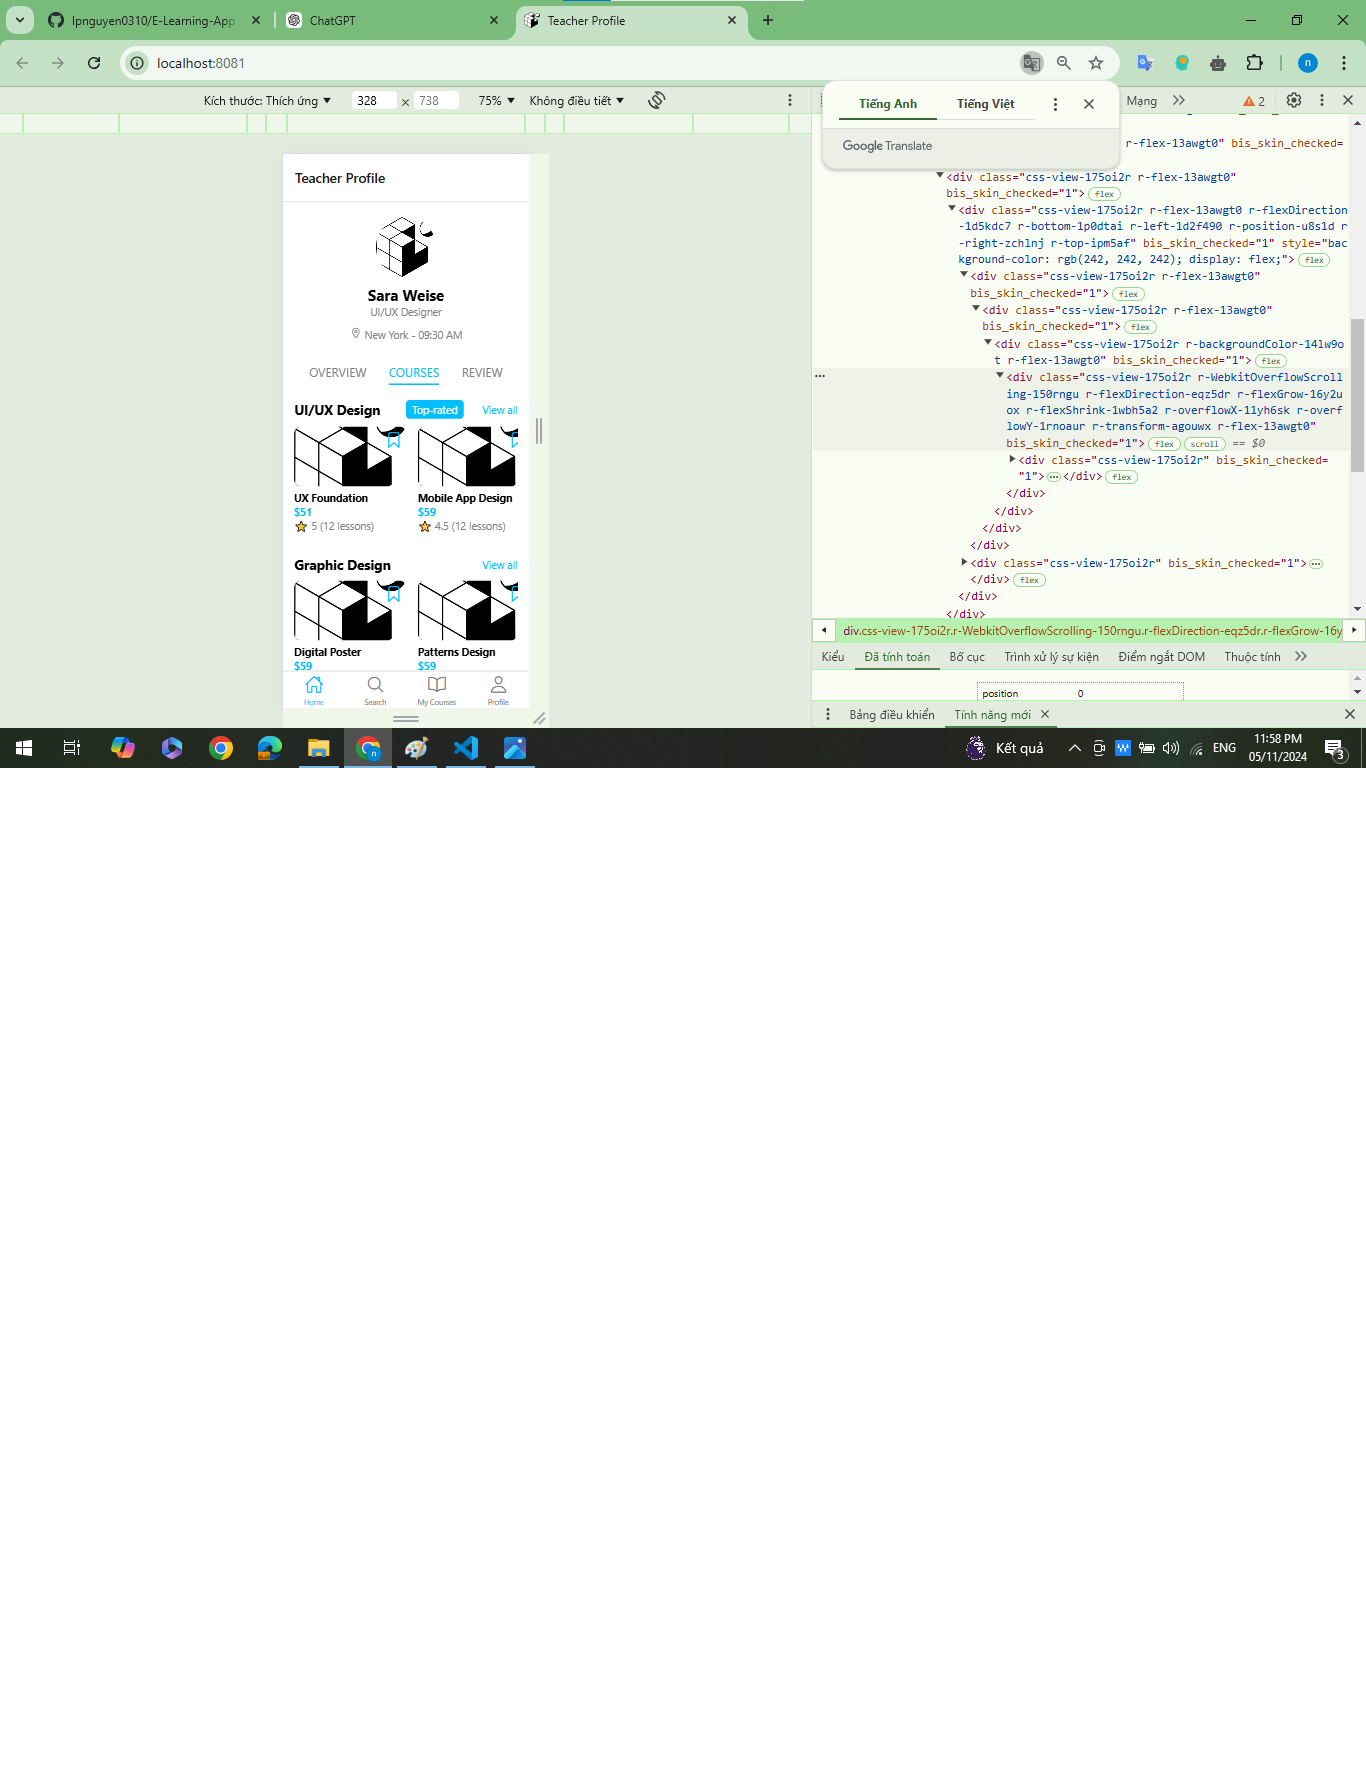 lpnguyen0310/E-Learning-App
ChatGPT
Teacher Profile
localhost:8081
n
Kích thước: Thích ứng
328
×
738
75%
Không điều tiết
Tiếng Anh
Tiếng Việt
Google Translate
Mạng
2
Teacher Profile
Sara Weise
UI/UX Designer
New York - 09:30 AM
OVERVIEW
COURSES
REVIEW
UI/UX Design
Top-rated
View all
UX Foundation
$51
5 (12 lessons)
Mobile App Design
$59
4.5 (12 lessons)
Graphic Design
View all
Digital Poster
$59
Patterns Design
$59
Home
Search
My Courses
Profile
r-flex-13awgt0" bis_skin_checked=
<div class="css-view-175oi2r r-flex-13awgt0"
bis_skin_checked="1"> flex
<div class="css-view-175oi2r r-flex-13awgt0 r-flexDirection
-1d5kdc7 r-bottom-1p0dtai r-left-1d2f490 r-position-u8s1d r
-right-zchlnj r-top-ipm5af" bis_skin_checked="1" style="bac
kground-color: rgb(242, 242, 242); display: flex;"> flex
<div class="css-view-175oi2r r-flex-13awgt0"
bis_skin_checked="1"> flex
<div class="css-view-175oi2r r-flex-13awgt0"
bis_skin_checked="1"> flex
<div class="css-view-175oi2r r-backgroundColor-14lw9o
t r-flex-13awgt0" bis_skin_checked="1"> flex
<div class="css-view-175oi2r r-WebkitOverflowScroll
ing-150rngu r-flexDirection-eqz5dr r-flexGrow-16y2u
ox r-flexShrink-1wbh5a2 r-overflowX-11yh6sk r-overf
lowY-1rnoaur r-transform-agouwx r-flex-13awgt0"
bis_skin_checked="1"> flex scroll == $0
<div class="css-view-175oi2r" bis_skin_checked=
"1"> … </div> flex
</div>
</div>
</div>
</div>
<div class="css-view-175oi2r" bis_skin_checked="1"> …
</div> flex
</div>
</div>
div.css-view-175oi2r.r-WebkitOverflowScrolling-150rngu.r-flexDirection-eqz5dr.r-flexGrow-16y
Kiểu
Đã tính toán
Bố cục
Trình xử lý sự kiện
Điểm ngắt DOM
Thuộc tính
position
0
Bảng điều khiển
Tính năng mới
Kết quả
ENG
11:58 PM
05/11/2024
3